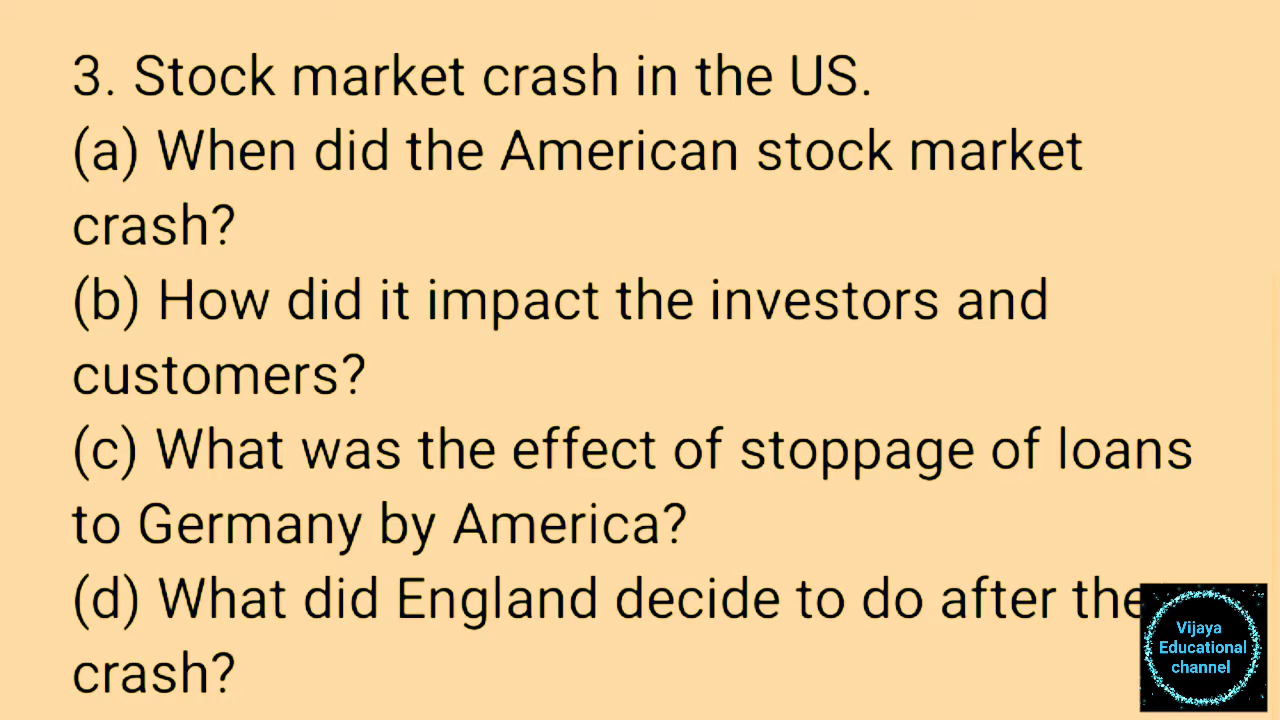 3. Stock market crash in the US.
(a) When did the American stock market
crash?
(b) How did it impact the investors and
customers?
(c) What was the effect of stoppage of loans
to Germany by America?
(d) What did England decide to do after the
crash?
Vijaya
Educational
channel